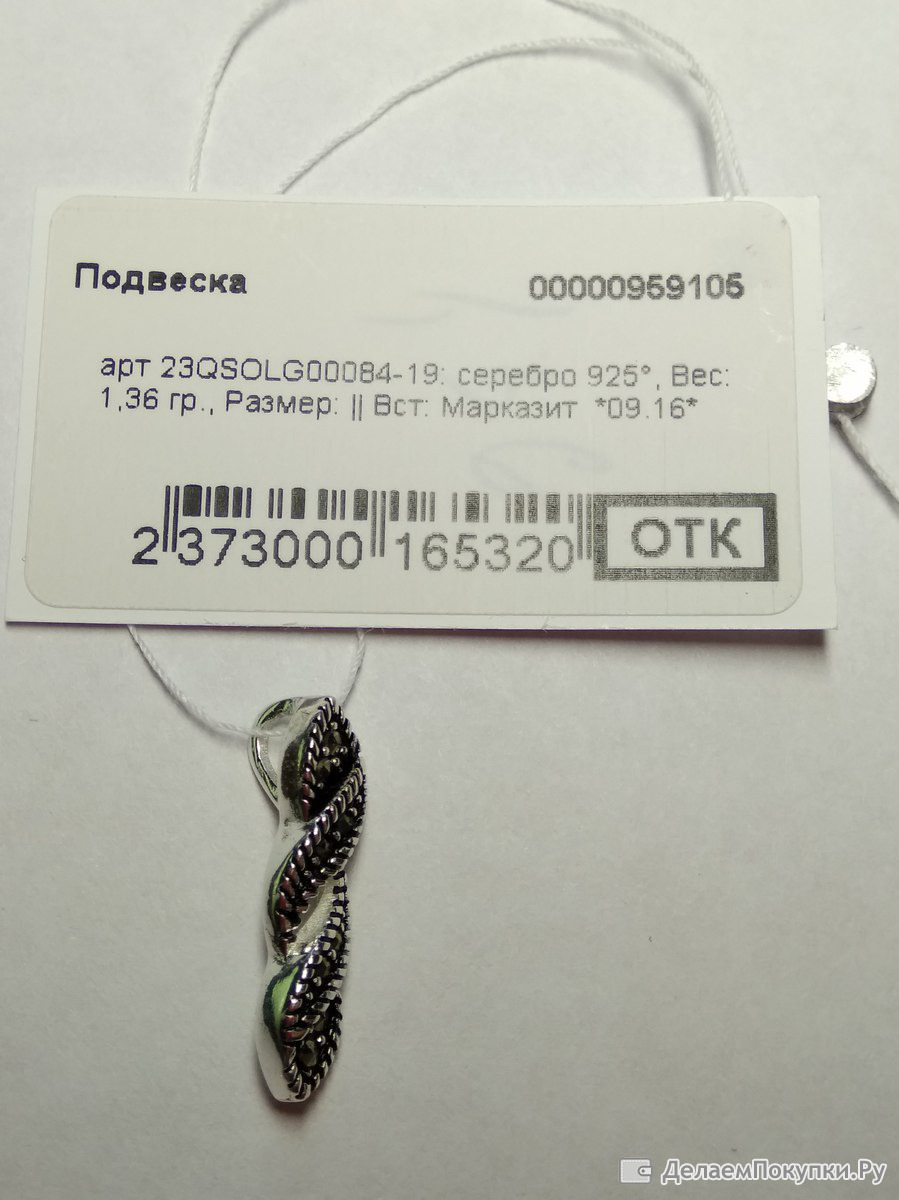 Подвеска 00000959105
арт 23QSOLG00084-19: серебро 925°, Вес:
1,36 гр., Размер: || Вст: Марказит *09.16*
2 373000 165320 ОТК
ДелаемПокупки.Ру